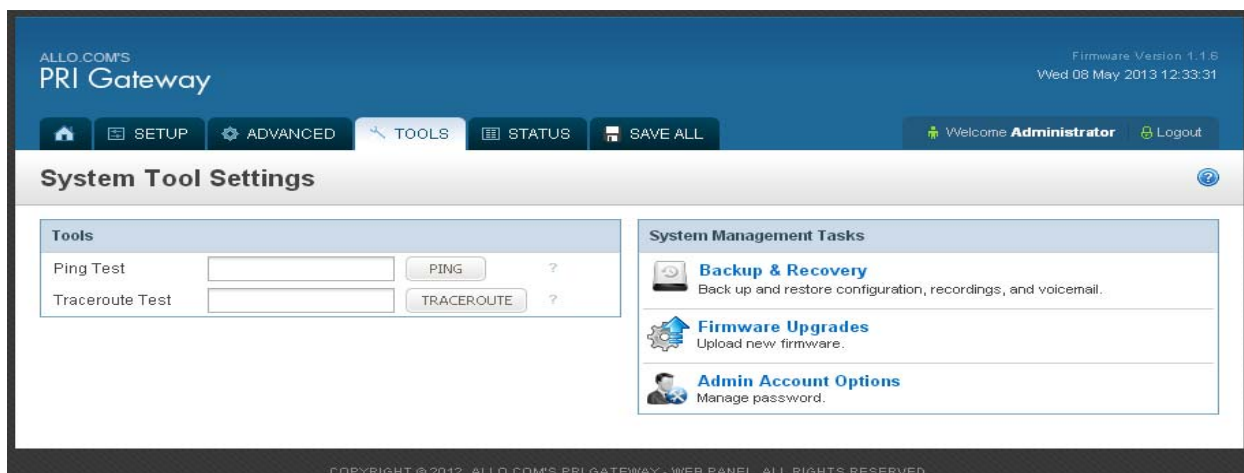 ALLO.COM'S
PRI Gateway
Firmware Version 1.1.6
Wed 08 May 2013 12:33:31
SETUP
ADVANCED
TOOLS
STATUS
SAVE ALL
Welcome Administrator
Logout
System Tool Settings
?
Tools
Ping Test
PING
?
Traceroute Test
TRACEROUTE
?
System Management Tasks
Backup & Recovery
Back up and restore configuration, recordings, and voicemail.
Firmware Upgrades
Upload new firmware.
Admin Account Options
Manage password.
COPYRIGHT @ 2012. ALLO.COM'S PRI GATEWAY - WEB PANEL. ALL RIGHTS RESERVED